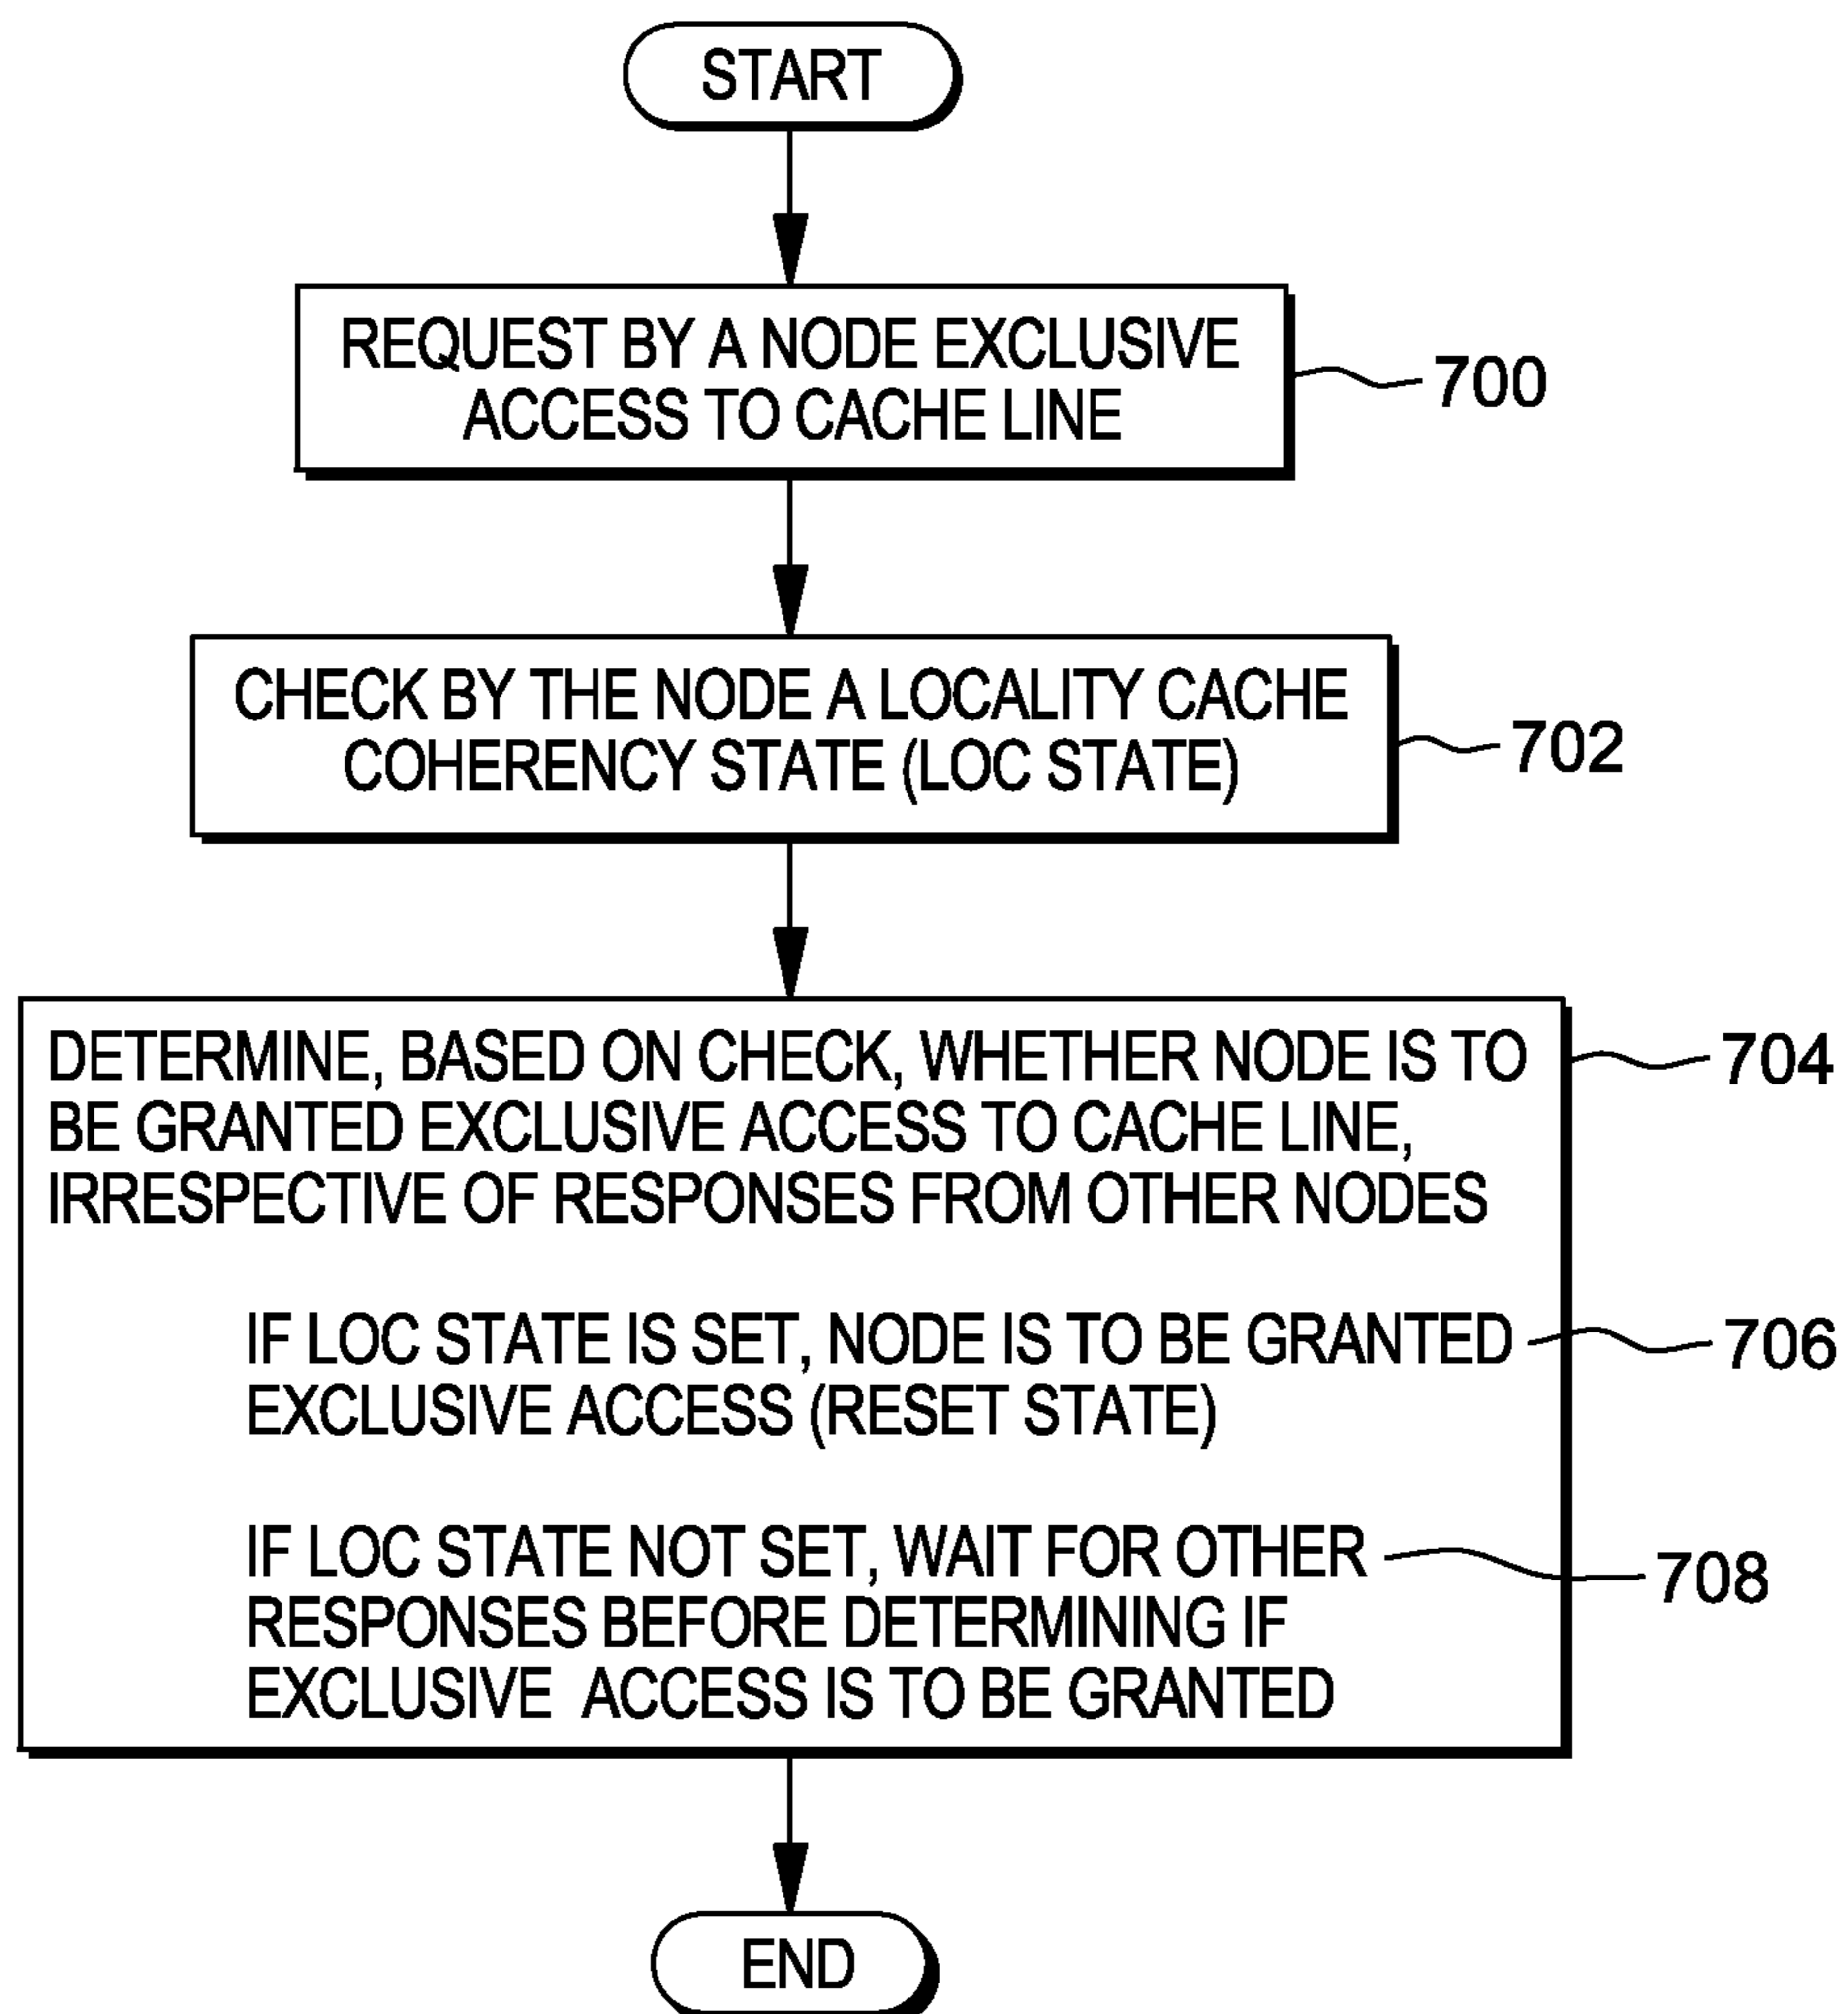 START
REQUEST BY A NODE EXCLUSIVE
ACCESS TO CACHE LINE
700
CHECK BY THE NODE A LOCALITY CACHE
COHERENCY STATE (LOC STATE)
702
DETERMINE, BASED ON CHECK, WHETHER NODE IS TO
BE GRANTED EXCLUSIVE ACCESS TO CACHE LINE,
IRRESPECTIVE OF RESPONSES FROM OTHER NODES
704
IF LOC STATE IS SET, NODE IS TO BE GRANTED
EXCLUSIVE ACCESS (RESET STATE)
706
IF LOC STATE NOT SET, WAIT FOR OTHER
RESPONSES BEFORE DETERMINING IF
EXCLUSIVE ACCESS IS TO BE GRANTED
708
END